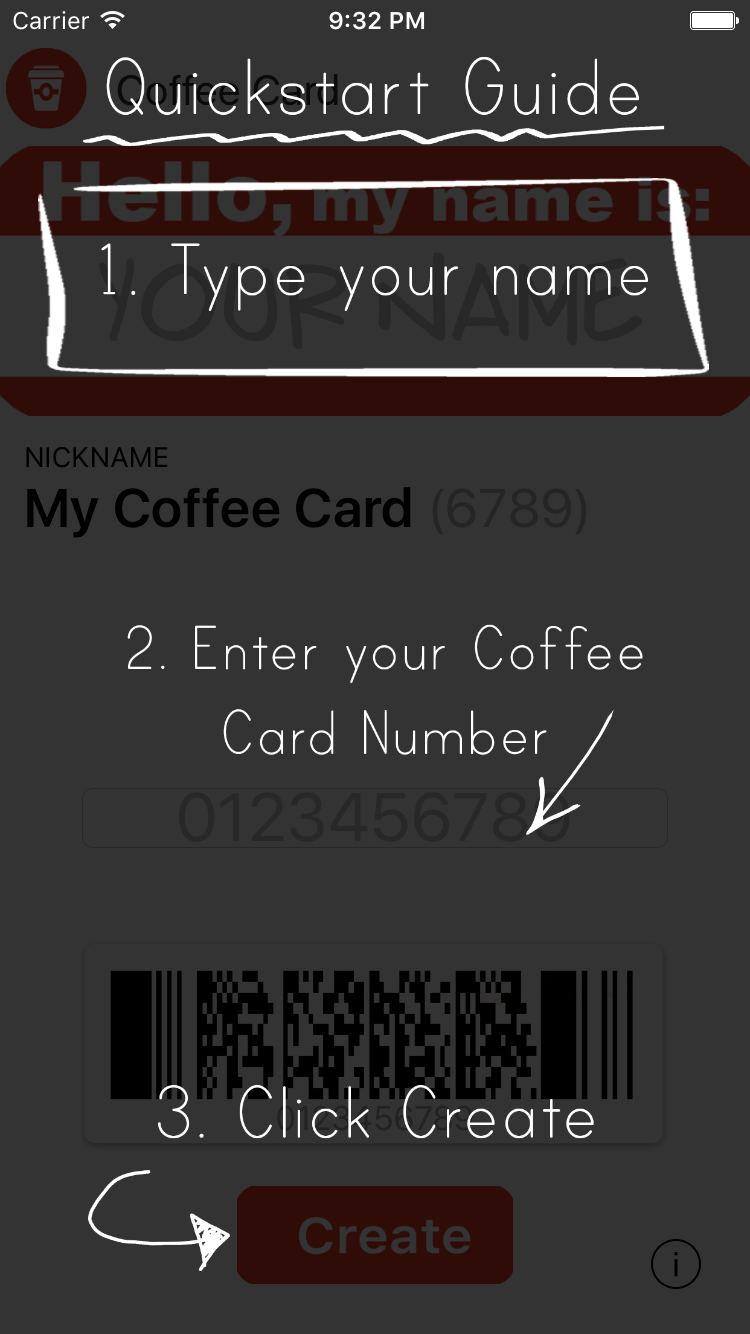 Carrier 9:32 PM
Coffee Card
Quickstart Guide
Hello, my name is:
1. Type your name
YOUR NAME
NICKNAME
My Coffee Card (6789)
2. Enter your Coffee
Card Number
0123456789
3. Click Create
0123456789
Create
i